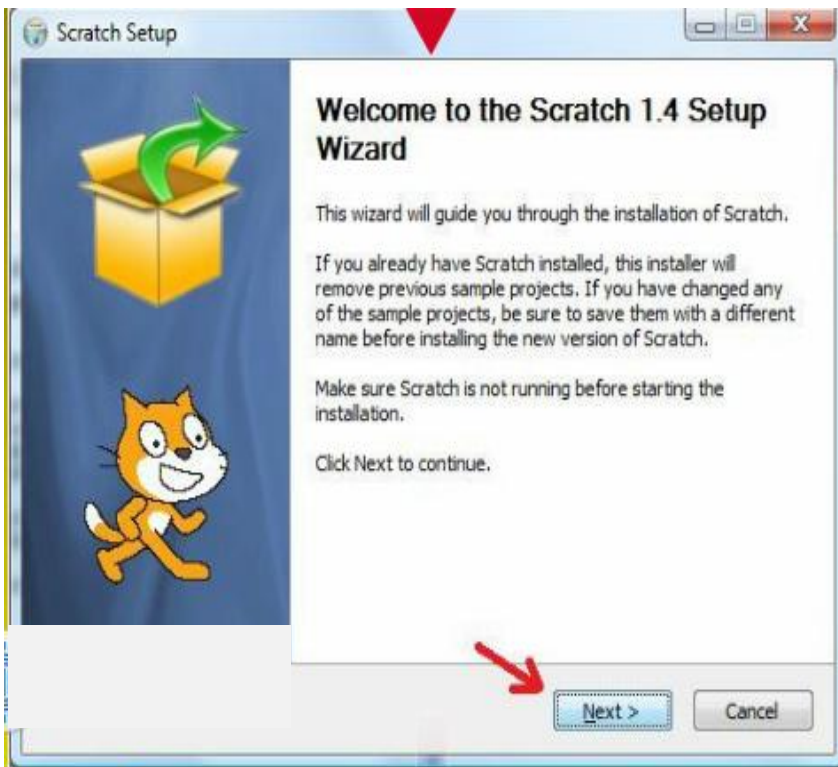 Scratch Setup
Welcome to the Scratch 1.4 Setup
Wizard
This wizard will guide you through the installation of Scratch.
If you already have Scratch installed, this installer will
remove previous sample projects. If you have changed any
of the sample projects, be sure to save them with a different
name before installing the new version of Scratch.
Make sure Scratch is not running before starting the
installation.
Click Next to continue.
Next >
Cancel